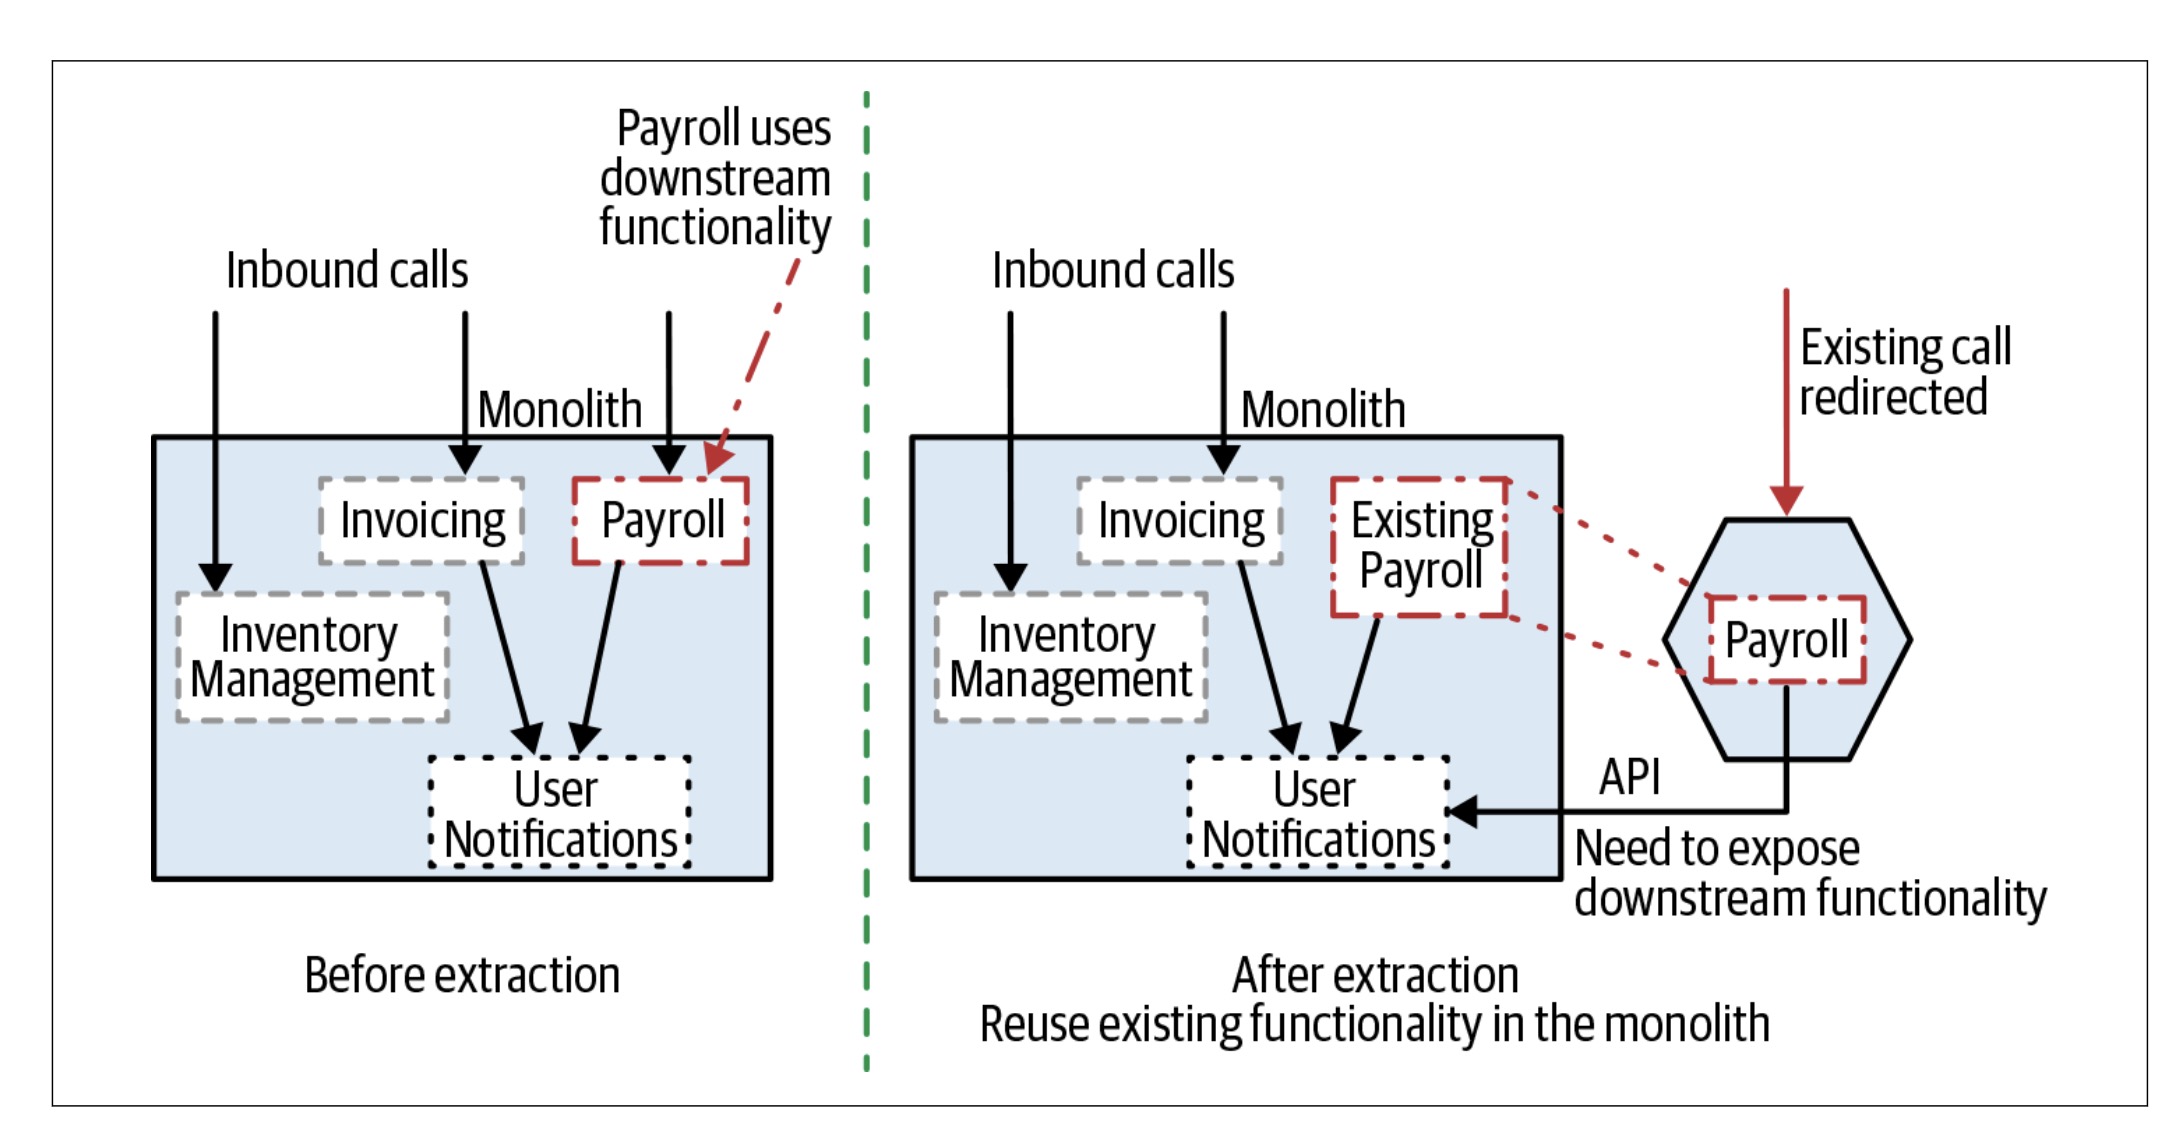 Payroll uses
downstream
functionality
Inbound calls
Monolith
Invoicing
Payroll
Inventory
Management
User
Notifications
Before extraction
Inbound calls
Monolith
Existing call
redirected
Invoicing
Existing
Payroll
Inventory
Management
Payroll
User
Notifications
API
Need to expose
downstream functionality
After extraction
Reuse existing functionality in the monolith